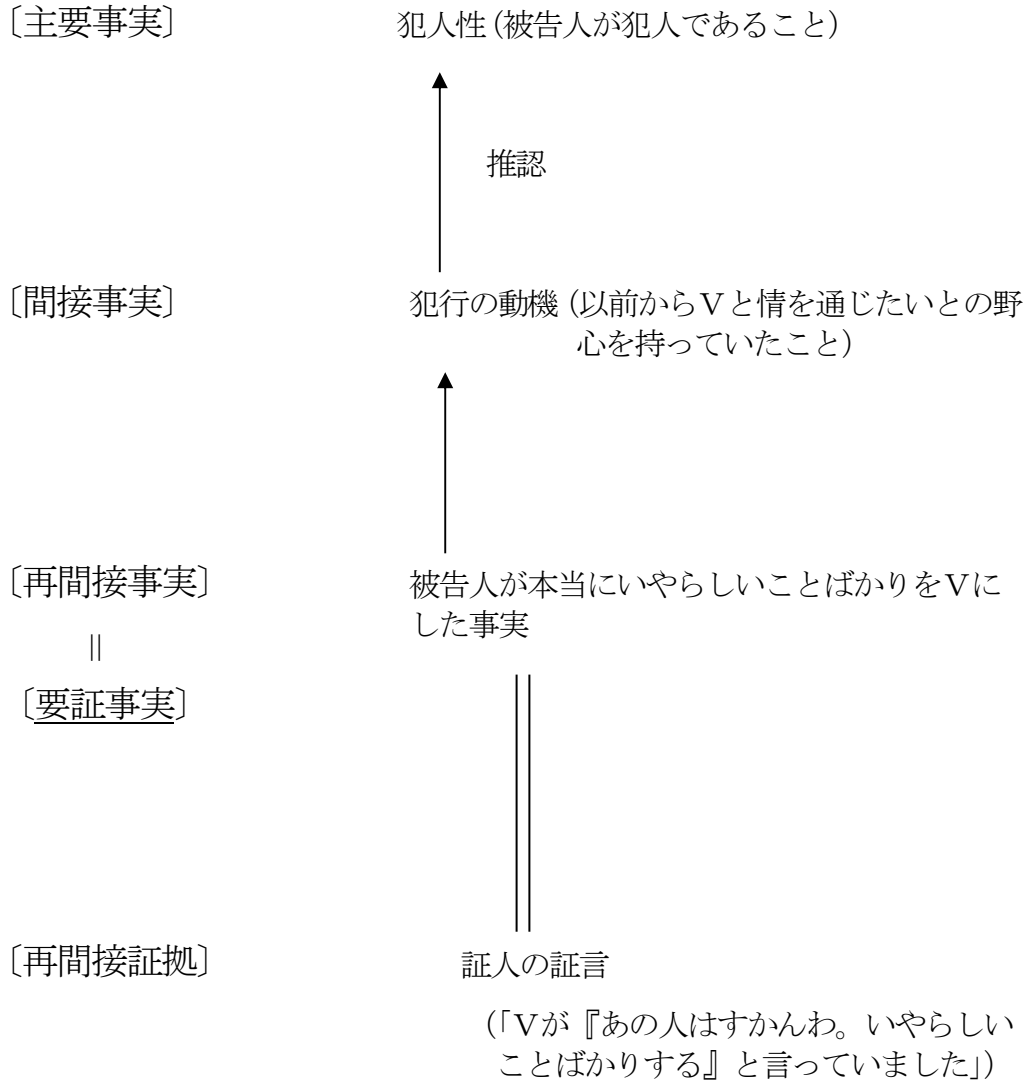 〔主要事実〕 犯人性(被告人が犯人であること)
推認
〔間接事実〕 犯行の動機(以前からVと情を通じたいとの野
心を持っていたこと)
〔再間接事実〕 被告人が本当にいやらしいことばかりをVに
した事実
||
〔要証事実〕
〔再間接証拠〕 証人の証言
(「Vが『あの人はすかんわ。いやらしい
ことばかりする』と言っていました」)